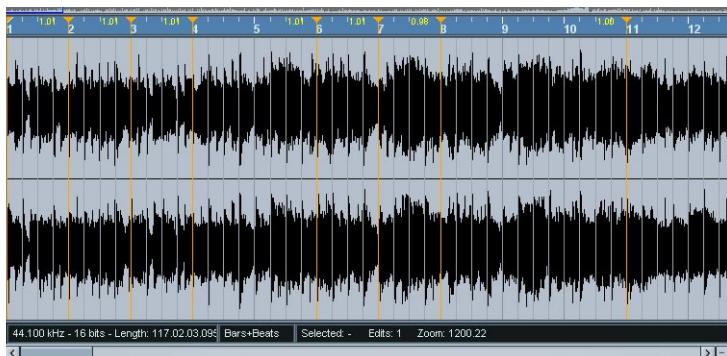 1.01 1.01 1.01 1.01 1.01 0.98 1.08
1 2 3 4 5 6 7 8 9 10 11 12
44.100 kHz - 16 bits - Length: 117.02.03.095 Bars+Beats Selected: - Edits: 1 Zoom: 1200.22